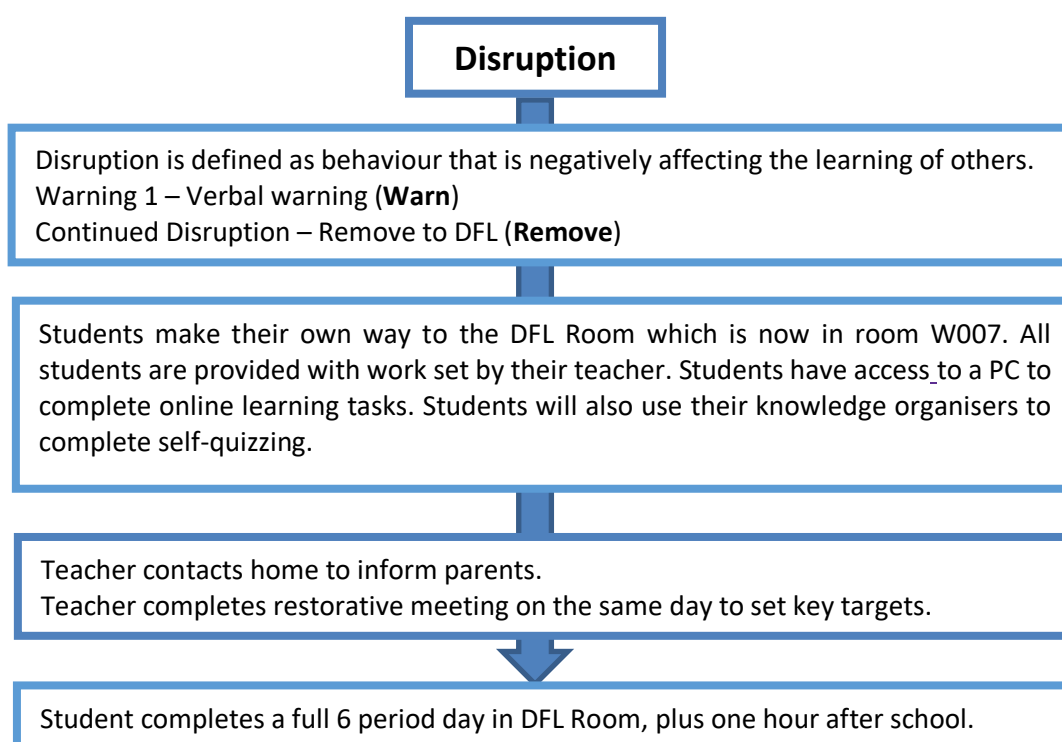 Disruption
Disruption is defined as behaviour that is negatively affecting the learning of others.
Warning 1 – Verbal warning (Warn)
Continued Disruption – Remove to DFL (Remove)
Students make their own way to the DFL Room which is now in room W007. All
students are provided with work set by their teacher. Students have access to a PC to
complete online learning tasks. Students will also use their knowledge organisers to
complete self-quizzing.
Teacher contacts home to inform parents.
Teacher completes restorative meeting on the same day to set key targets.
Student completes a full 6 period day in DFL Room, plus one hour after school.